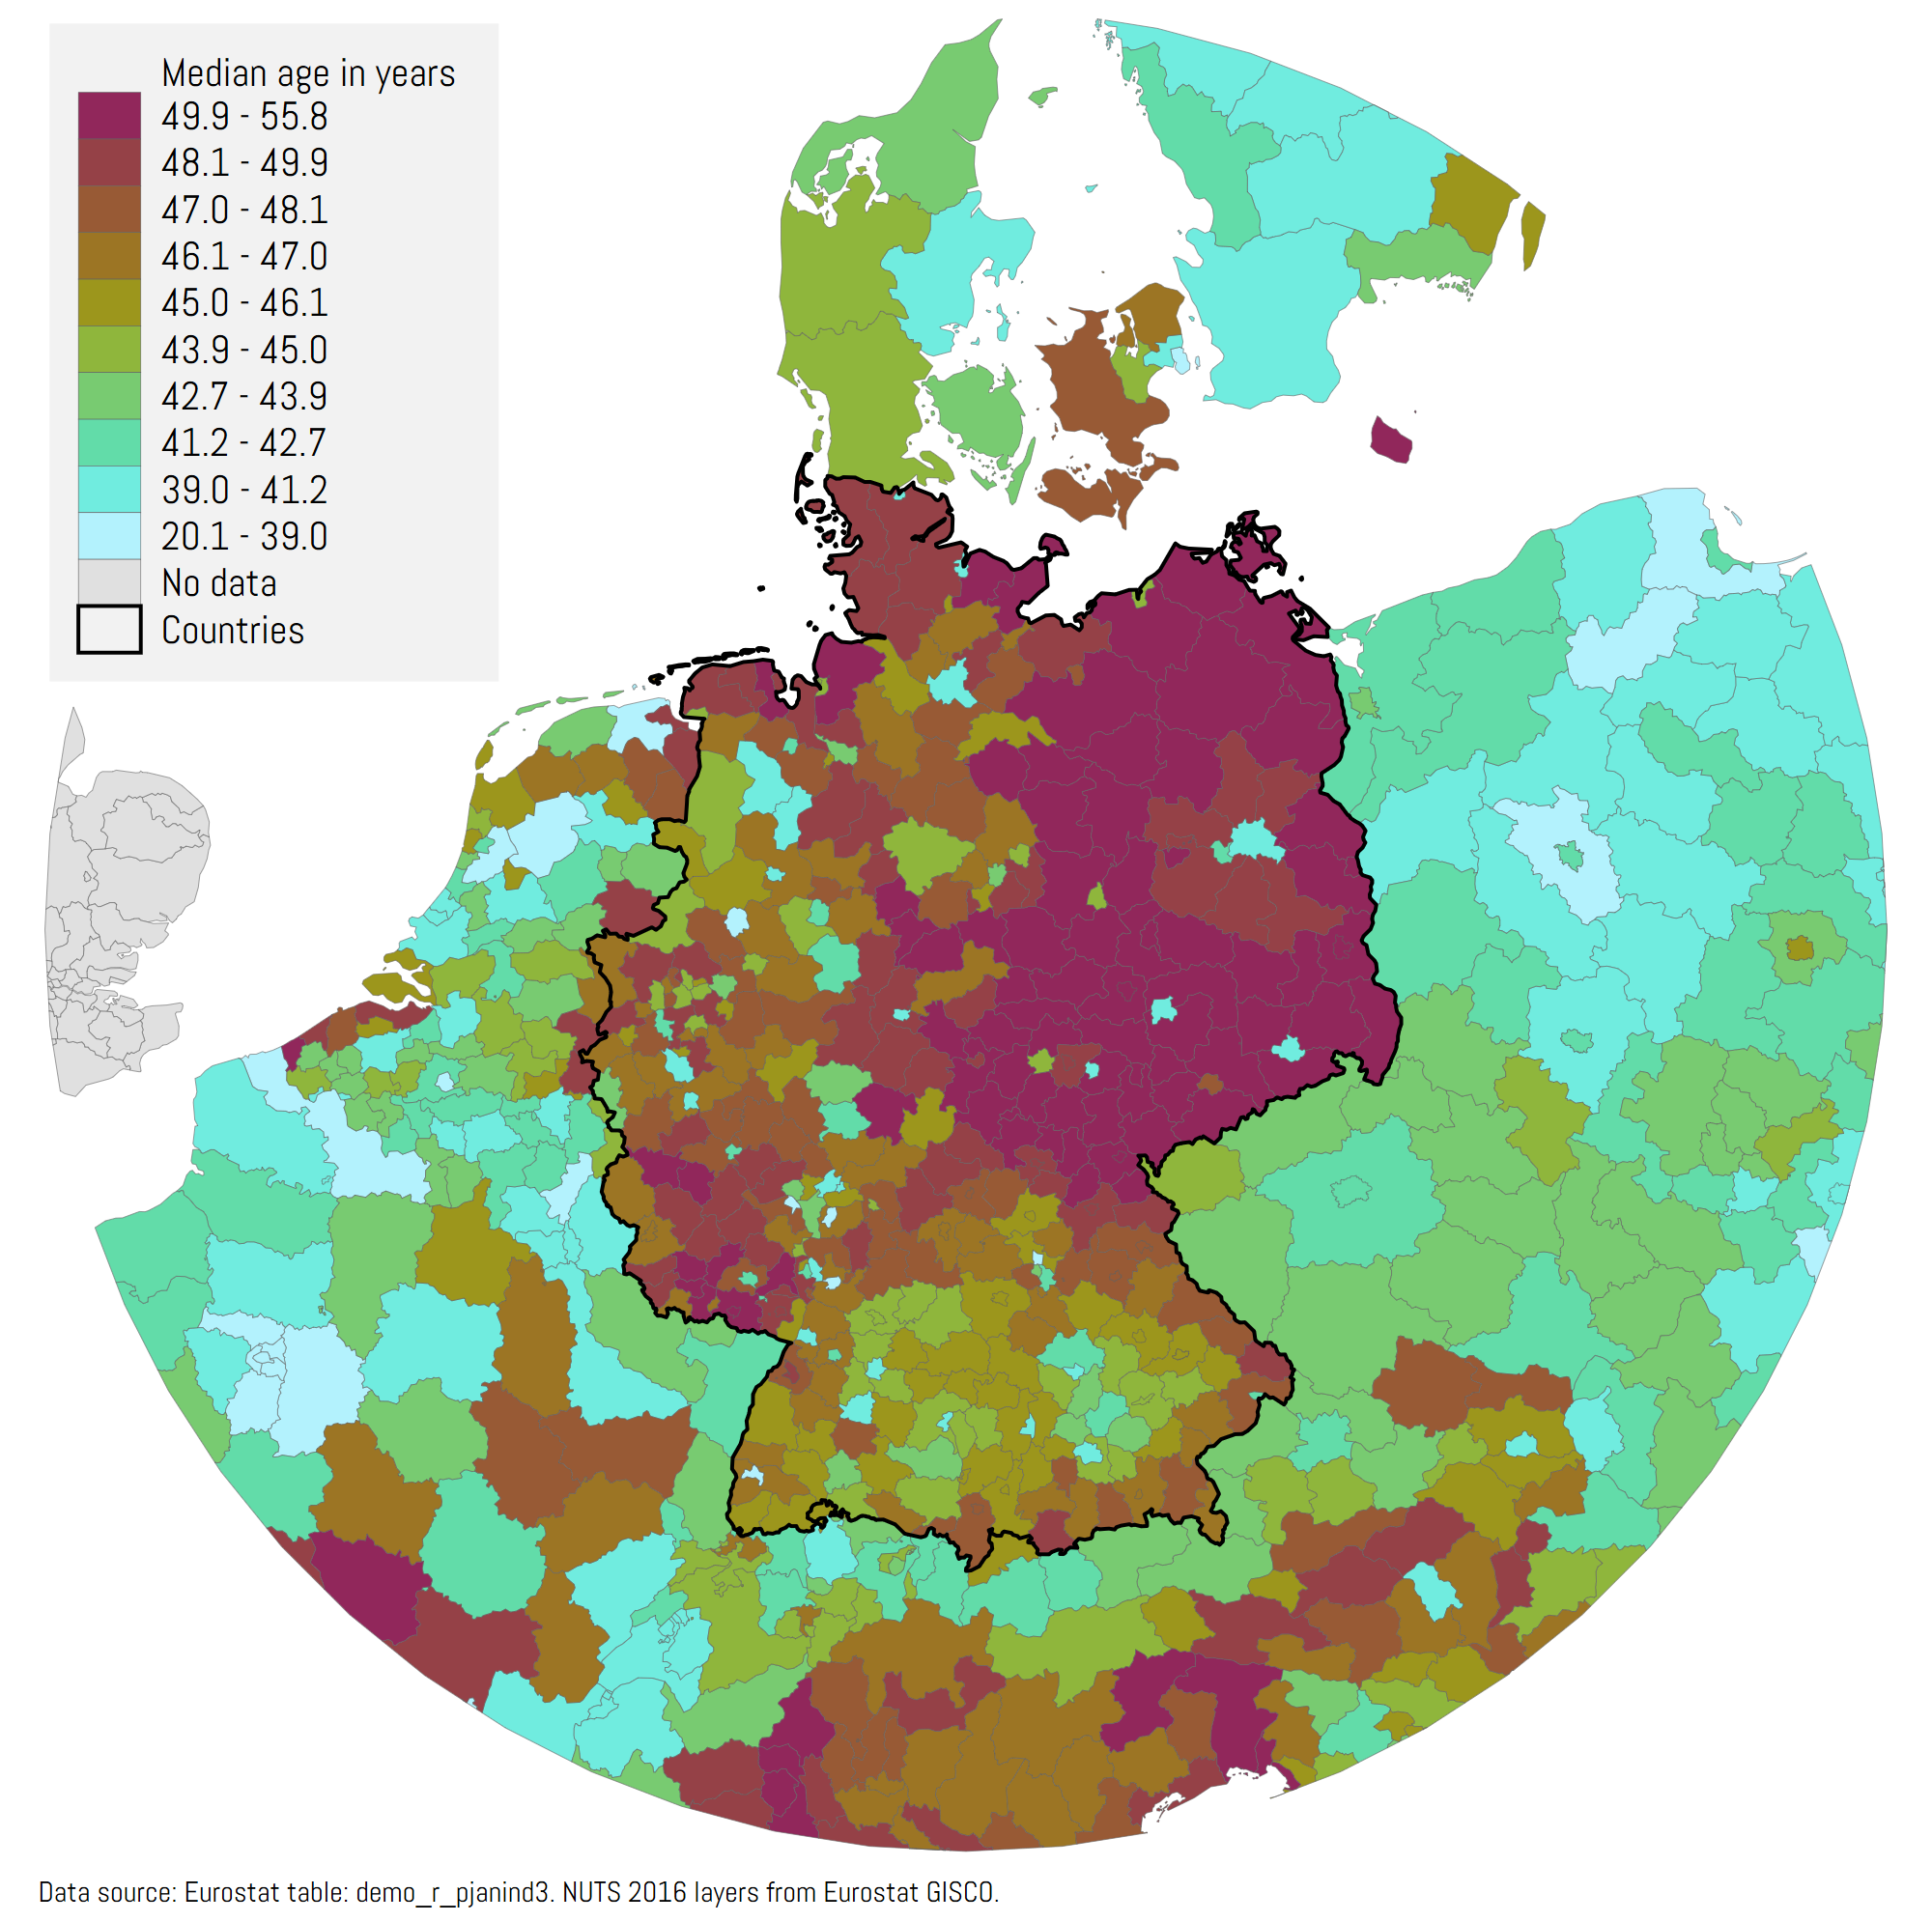 Median age in years
49.9 - 55.8
48.1 - 49.9
47.0 - 48.1
46.1 - 47.0
45.0 - 46.1
43.9 - 45.0
42.7 - 43.9
41.2 - 42.7
39.0 - 41.2
20.1 - 39.0
No data
Countries
Data source: Eurostat table: demo_r_pjanind3. NUTS 2016 layers from Eurostat GISCO.